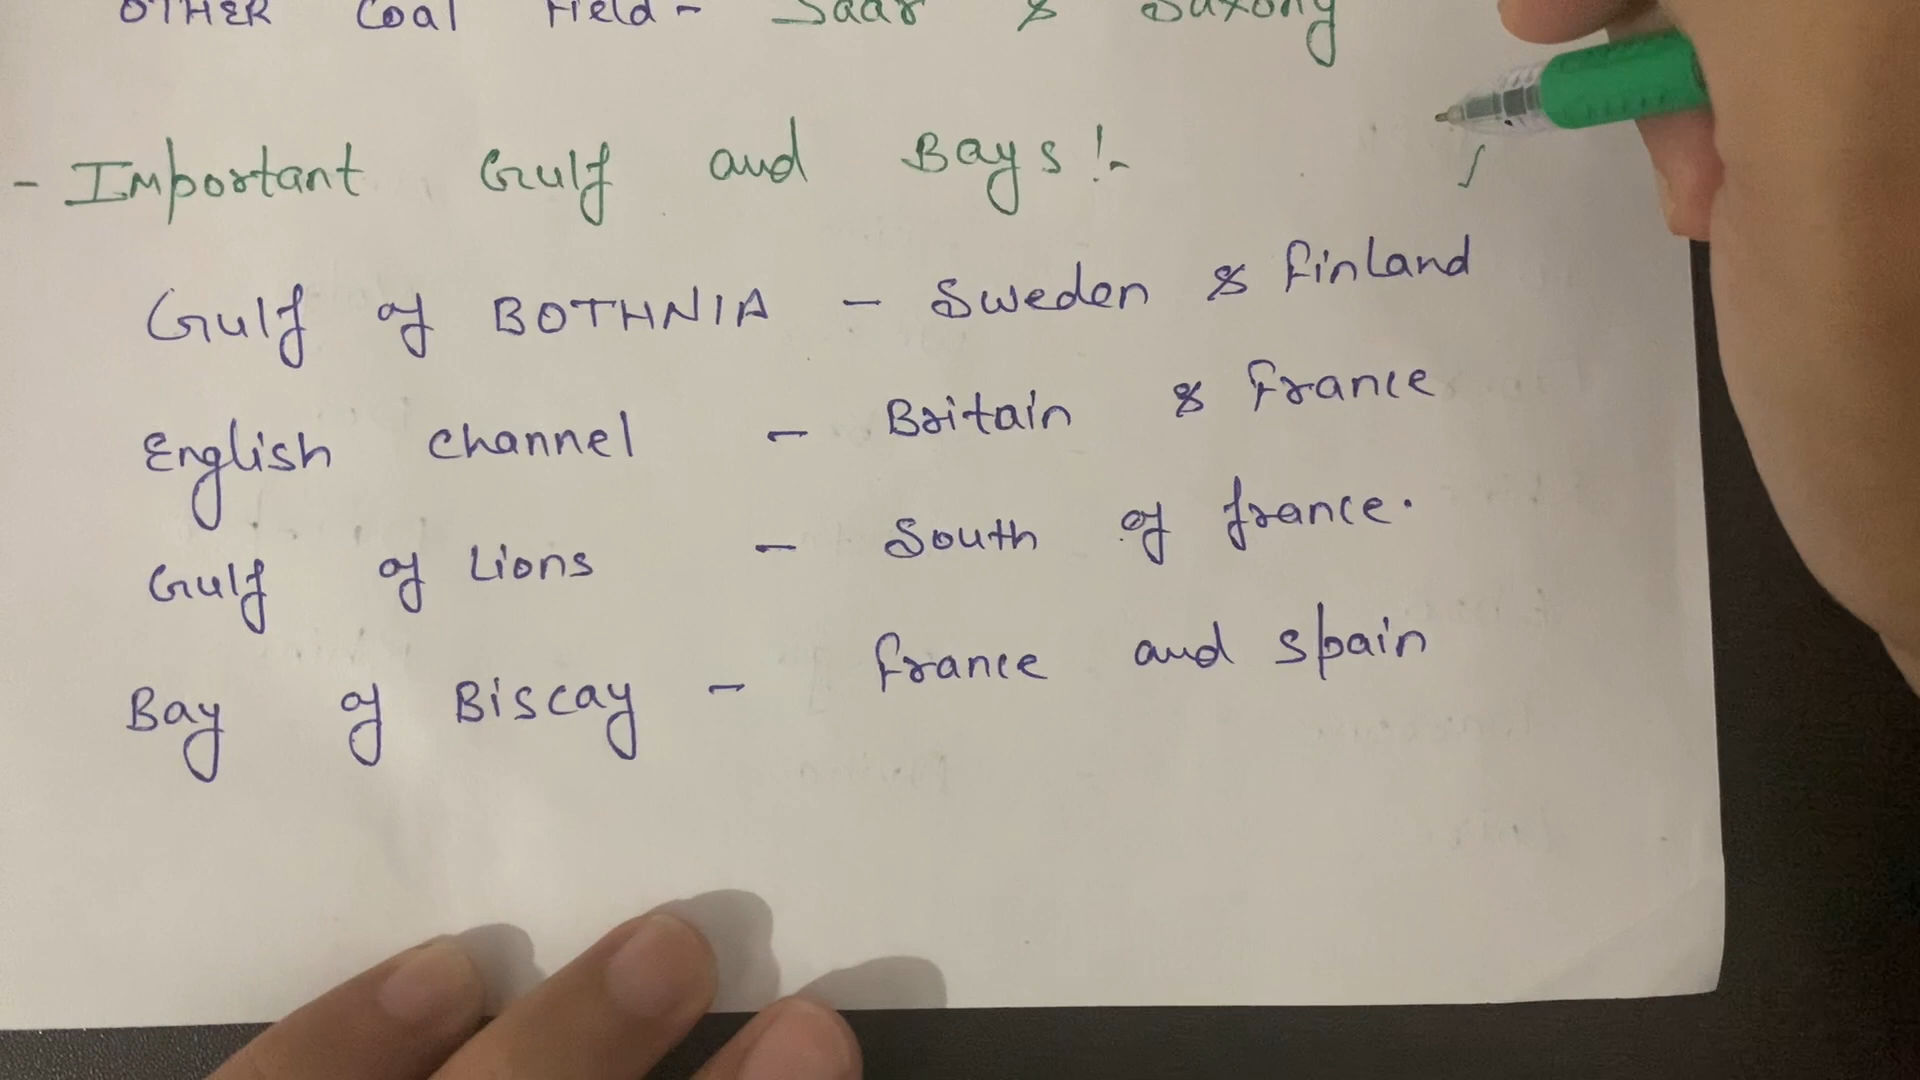 OTHER Coal Field - Saar & Saxony
- Important Gulf and Bays :-
Gulf of BOTHNIA - Sweden & Finland
English channel - Britain & France
Gulf of Lions - South of france.
Bay of Biscay - France and Spain